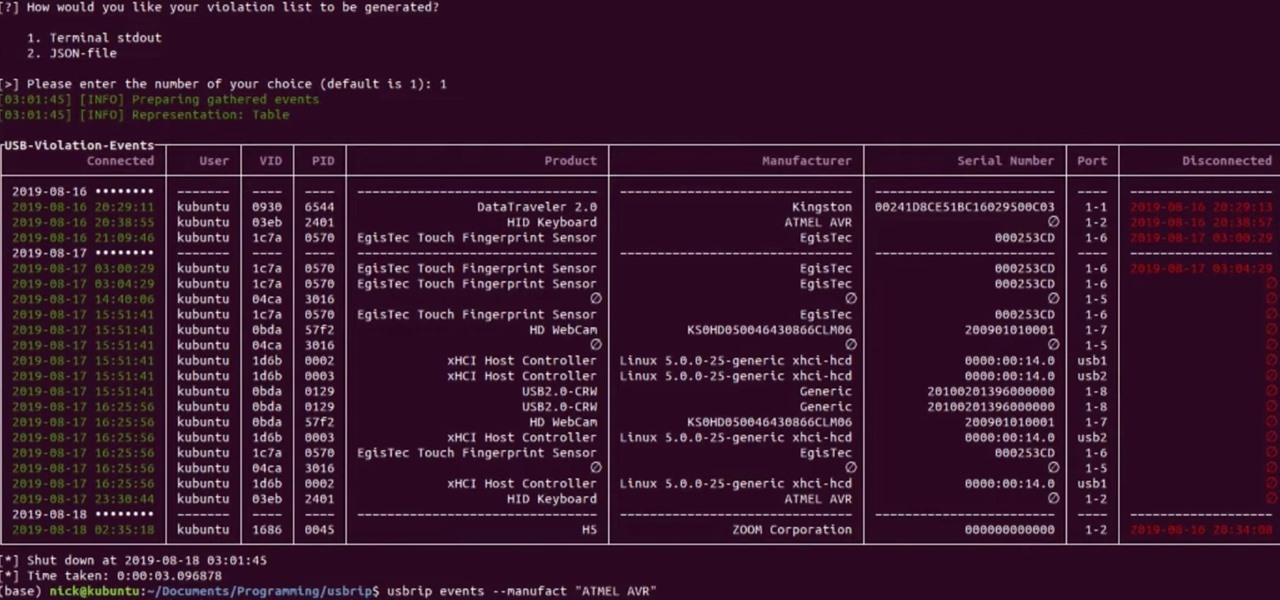 [?] How would you like your violation list to be generated?
1. Terminal stdout
2. JSON-file
[>] Please enter the number of your choice (default is 1): 1
[03:01:45] [INFO] Preparing gathered events
[03:01:45] [INFO] Representation: Table
USB-Violation-Events
Connected User VID PID Product Manufacturer Serial Number Port Disconnected
2019-08-16 •••••••• ------- ---- ---- -------------------------------- ------------------------------- ------------------------ ---- -------------------
2019-08-16 20:29:11 kubuntu 0930 6544 DataTraveler 2.0 Kingston 00241D8CE51BC16029500C03 1-1 2019-08-16 20:29:13
2019-08-16 20:38:55 kubuntu 03eb 2401 HID Keyboard ATMEL AVR ∅ 1-2 2019-08-16 20:38:57
2019-08-16 21:09:46 kubuntu 1c7a 0570 EgisTec Touch Fingerprint Sensor EgisTec 000253CD 1-6 2019-08-17 03:00:29
2019-08-17 •••••••• ------- ---- ---- -------------------------------- ------------------------------- ------------------------ ---- -------------------
2019-08-17 03:00:29 kubuntu 1c7a 0570 EgisTec Touch Fingerprint Sensor EgisTec 000253CD 1-6 2019-08-17 03:04:29
2019-08-17 03:04:29 kubuntu 1c7a 0570 EgisTec Touch Fingerprint Sensor EgisTec 000253CD 1-6 ∅
2019-08-17 14:40:06 kubuntu 04ca 3016 ∅ ∅ ∅ 1-5 ∅
2019-08-17 15:51:41 kubuntu 1c7a 0570 EgisTec Touch Fingerprint Sensor EgisTec 000253CD 1-6 ∅
2019-08-17 15:51:41 kubuntu 0bda 57f2 HD WebCam KS0HD050046430866CLM06 200901010001 1-7 ∅
2019-08-17 15:51:41 kubuntu 04ca 3016 ∅ ∅ ∅ 1-5 ∅
2019-08-17 15:51:41 kubuntu 1d6b 0002 xHCI Host Controller Linux 5.0.0-25-generic xhci-hcd 0000:00:14.0 usb1 ∅
2019-08-17 15:51:41 kubuntu 1d6b 0003 xHCI Host Controller Linux 5.0.0-25-generic xhci-hcd 0000:00:14.0 usb2 ∅
2019-08-17 15:51:41 kubuntu 0bda 0129 USB2.0-CRW Generic 20100201396000000 1-8 ∅
2019-08-17 16:25:56 kubuntu 0bda 0129 USB2.0-CRW Generic 20100201396000000 1-8 ∅
2019-08-17 16:25:56 kubuntu 0bda 57f2 HD WebCam KS0HD050046430866CLM06 200901010001 1-7 ∅
2019-08-17 16:25:56 kubuntu 1d6b 0003 xHCI Host Controller Linux 5.0.0-25-generic xhci-hcd 0000:00:14.0 usb2 ∅
2019-08-17 16:25:56 kubuntu 1c7a 0570 EgisTec Touch Fingerprint Sensor EgisTec 000253CD 1-6 ∅
2019-08-17 16:25:56 kubuntu 04ca 3016 ∅ ∅ ∅ 1-5 ∅
2019-08-17 16:25:56 kubuntu 1d6b 0002 xHCI Host Controller Linux 5.0.0-25-generic xhci-hcd 0000:00:14.0 usb1 ∅
2019-08-17 23:30:44 kubuntu 03eb 2401 HID Keyboard ATMEL AVR ∅ 1-2 ∅
2019-08-18 •••••••• ------- ---- ---- -------------------------------- ------------------------------- ------------------------ ---- -------------------
2019-08-18 02:35:18 kubuntu 1686 0045 H5 ZOOM Corporation 000000000000 1-2 2019-08-16 20:34:08
[*] Shut down at 2019-08-18 03:01:45
[*] Time taken: 0:00:03.096878
(base) nick@kubuntu:~/Documents/Programming/usbrip$ usbrip events --manufact "ATMEL AVR"